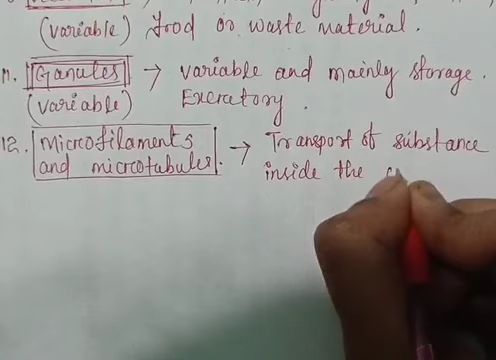 (variable) food or waste material.
11. Ganules → variable and mainly storage.
(variable) Excretory.
12. Microfilaments → Transport of substance
and microtubules. inside the